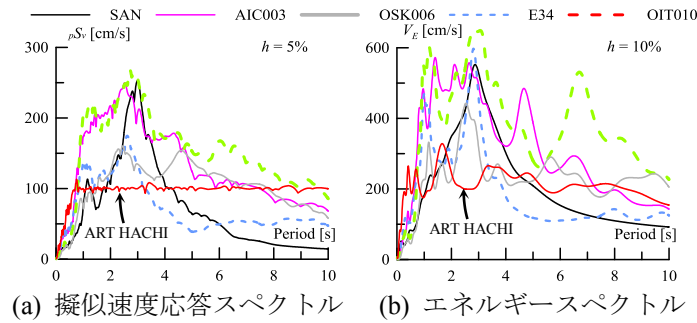 SAN AIC003 OSK006 E34 OIT010
pSv [cm/s]
h = 5%
300
200
100
0
ART HACHI
Period [s]
0 2 4 6 8 10
(a) 擬似速度応答スペクトル
VE [cm/s]
h = 10%
600
400
200
0
ART HACHI
Period [s]
0 2 4 6 8 10
(b) エネルギースペクトル